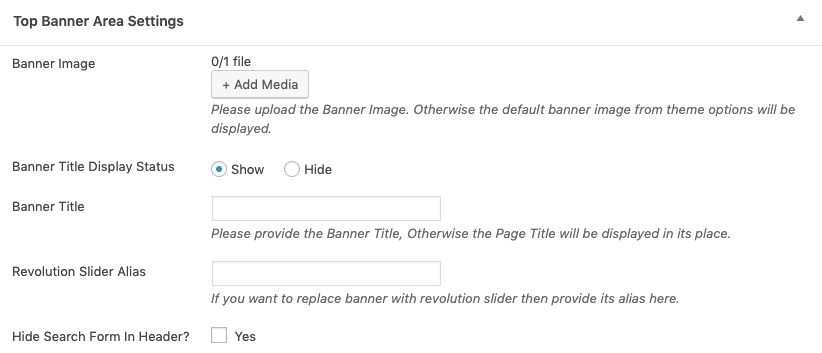 Top Banner Area Settings
Banner Image
0/1 file
+ Add Media
Please upload the Banner Image. Otherwise the default banner image from theme options will be
displayed.
Banner Title Display Status
Show Hide
Banner Title
Please provide the Banner Title, Otherwise the Page Title will be displayed in its place.
Revolution Slider Alias
If you want to replace banner with revolution slider then provide its alias here.
Hide Search Form In Header? Yes